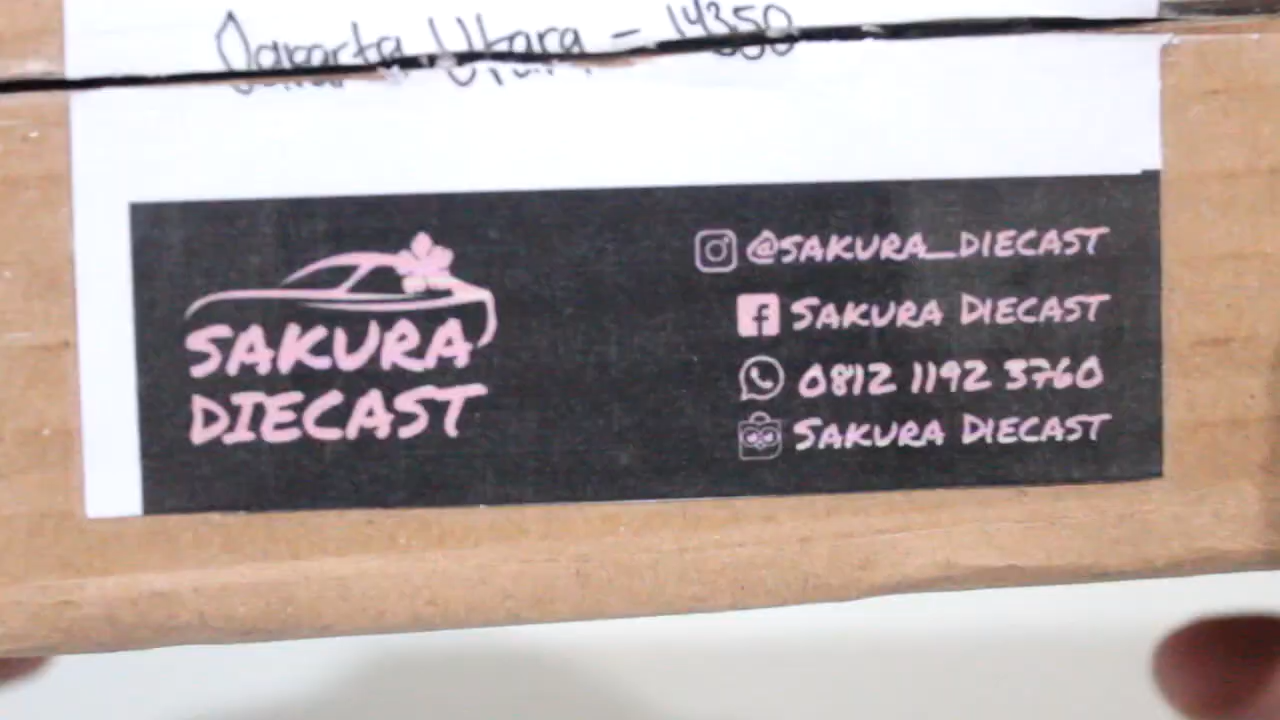 Jakarta Utara - 14350
SAKURA
DIECAST
@SAKURA_DIECAST
SAKURA DIECAST
0812 1192 3760
SAKURA DIECAST